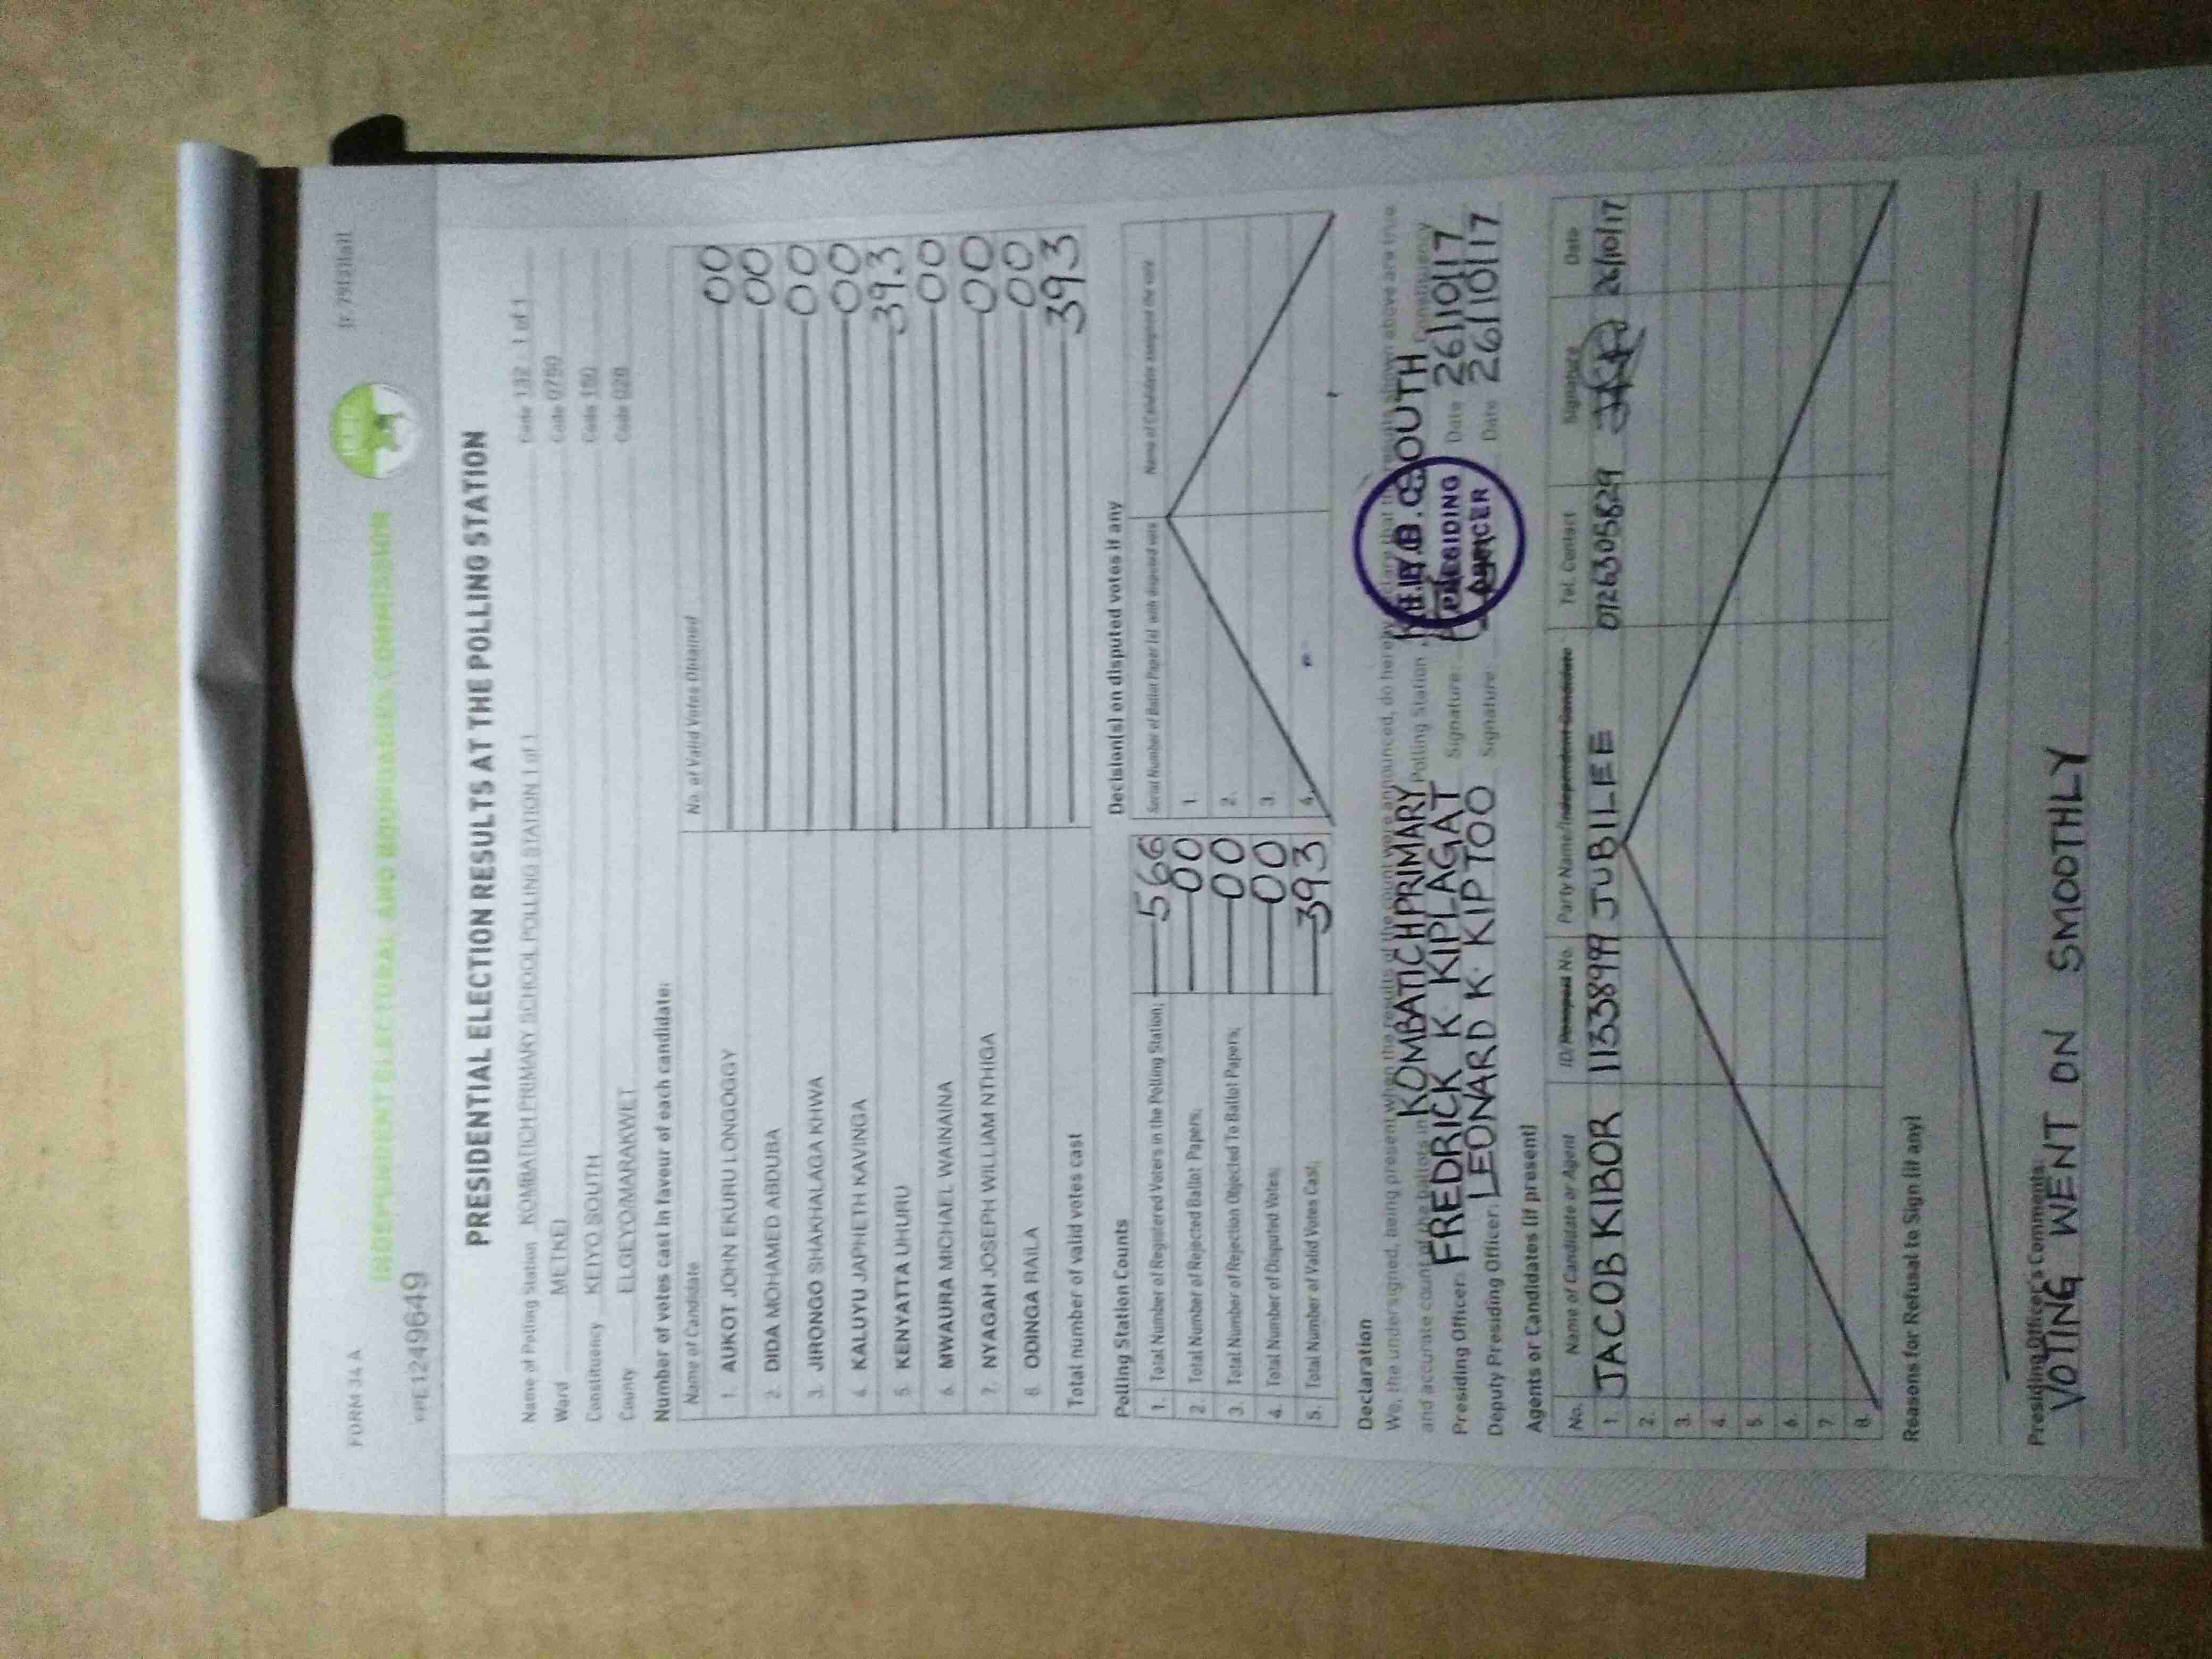 FORM 34 A
INDEPENDENT ELECTORAL AND BOUNDARIES COMMISSION
PRESIDENTIAL ELECTION RESULTS AT THE POLLING STATION
Name of Polling Station KOMBATICH PRIMARY SCHOOL POLLING STATION 1 of 1 Code 132 1 of 1
Ward METKEI Code 0750
Constituency KEIYO SOUTH Code 150
County ELGEYO/MARAKWET Code 028
Number of votes cast in favour of each candidate:
Name of Candidate No. of Valid Votes Obtained
1. AUKOT JOHN EKURU LONGOGGY 00
2. DIDA MOHAMED ABDUBA 00
3. JIRONGO SHAKHALAGA KHWA 00
4. KALUYU JAPHETH KAVINGA 00
5. KENYATTA UHURU 393
6. MWAURA MICHAEL WAINAINA 00
7. NYAGAH JOSEPH WILLIAM NTHIGA 00
8. ODINGA RAILA 00
Total number of valid votes cast 393
Polling Station Counts
1. Total Number of Registered Voters in the Polling Station; 566
2. Total Number of Rejected Ballot Papers; 00
3. Total Number of Rejection Objected To Ballot Papers; 00
4. Total Number of Disputed Votes; 00
5. Total Number of Valid Votes Cast; 393
Decision(s) on disputed votes if any
Serial Number of Ballot Paper (s) with disputed vote Name of Candidate assigned the vote
1.
2.
3.
4.
Declaration
We, the undersigned, being present when the results of the count were announced, do hereby declare that the results shown above are true
and accurate count of the ballots in KOMBATICH PRIMARY Polling Station SOUTH Constituency
Presiding Officer: FREDRICK K. KIPLAGAT Signature: Date 26/10/17
Deputy Presiding Officer: LEONARD K. KIPTOO Signature: Date 26/10/17
PRESIDING
OFFICER
Agents or Candidates (if present)
No. Name of Candidate or Agent ID/Passport No. Party Name/Independent Candidate Tel. Contact Signature Date
1. JACOB KIBOR 11338999 JUBILEE 0726305829 26/10/17
2.
3.
4.
5.
6.
7.
8.
Reasons for Refusal to Sign (if any)
Presiding Officer's Comments:
VOTING WENT ON SMOOTHLY